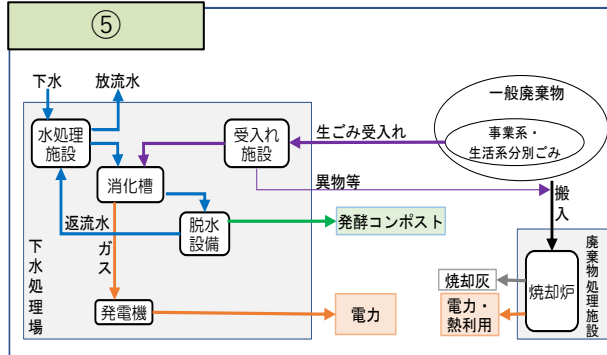 ⑤
下水
放流水
一般廃棄物
水処理
施設
受入れ
施設
生ごみ受入れ
事業系・
生活系分別ごみ
消化槽
異物等
搬入
返流水
脱水
設備
発酵コンポスト
ガス
下水処理場
廃棄物処理施設
焼却灰
焼却炉
発電機
電力
電力・
熱利用